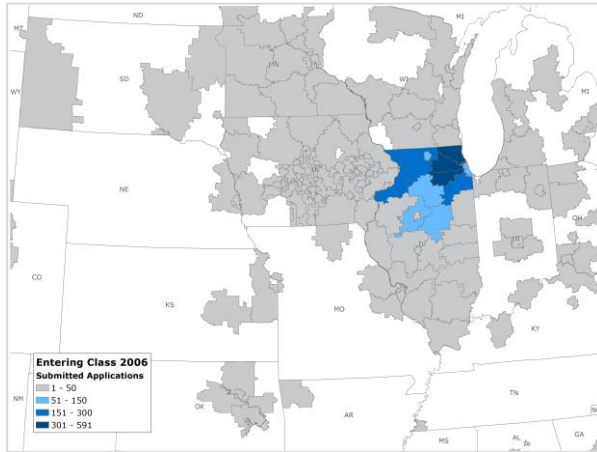 ND
MI
MT
MN
SD
WI
WY
MI
NE
OH
IN
CO
IL
KS
MO
KY
Entering Class 2006
Submitted Applications
1 - 50
51 - 150
151 - 300
301 - 591
TN
NM
OK
AR
MS
AL
GA